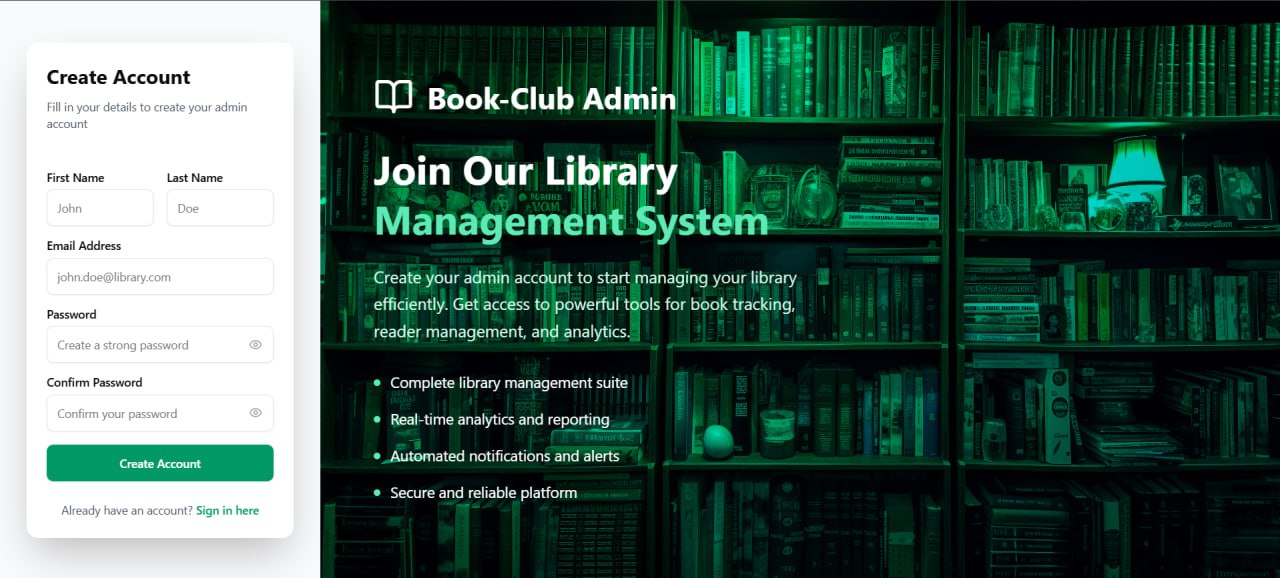 Create Account
Fill in your details to create your admin
account
First Name
Last Name
John
Doe
Email Address
john.doe@library.com
Password
Create a strong password
Confirm Password
Confirm your password
Create Account
Already have an account? Sign in here
Book-Club Admin
Join Our Library
Management System
Create your admin account to start managing your library
efficiently. Get access to powerful tools for book tracking,
reader management, and analytics.
Complete library management suite
Real-time analytics and reporting
Automated notifications and alerts
Secure and reliable platform